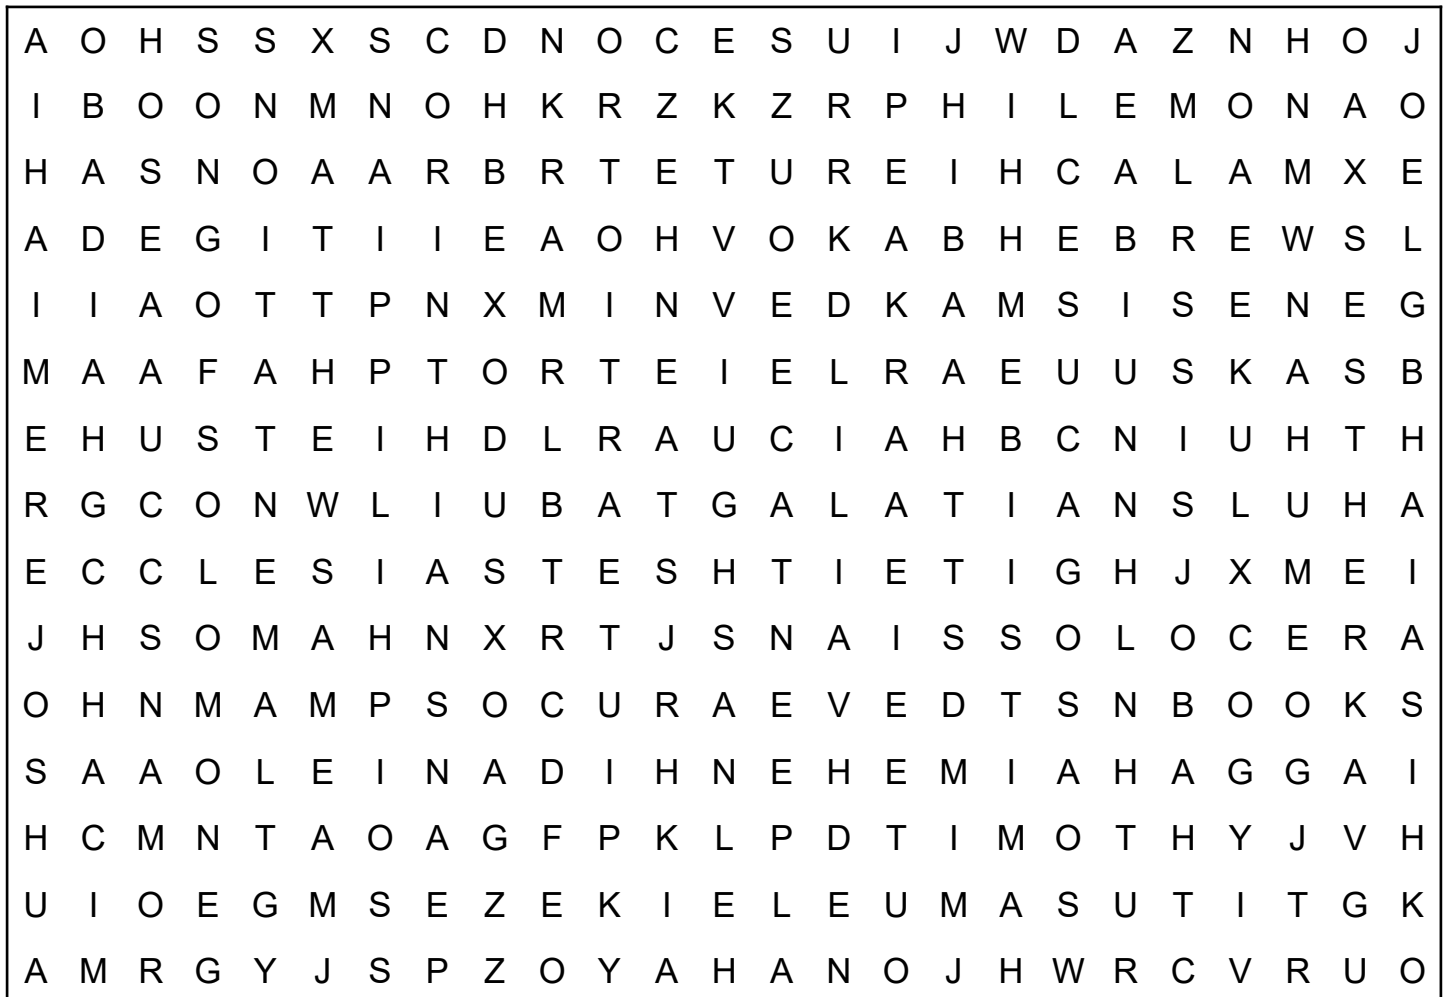 A O H S S X S C D N O C E S U I J W D A Z N H O J
I B O O N M N O H K R Z K Z R P H I L E M O N A O
H A S N O A A R B R T E T U R E I H C A L A M X E
A D E G I T I I E A O H V O K A B H E B R E W S L
I I A O T T P N X M I N V E D K A M S I S E N E G
M A A F A H P T O R T E I E L R A E U U S K A S B
E H U S T E I H D L R A U C I A H B C N I U H T H
R G C O N W L I U B A T G A L A T I A N S L U H A
E C C L E S I A S T E S H T I E T I G H J X M E I
J H S O M A H N X R T J S N A I S S O L O C E R A
O H N M A M P S O C U R A E V E D T S N B O O K S
S A A O L E I N A D I H N E H E M I A H A G G A I
H C M N T A O A G F P K L P D T I M O T H Y J V H
U I O E G M S E Z E K I E L E U M A S U T I T G K
A M R G Y J S P Z O Y A H A N O J H W R C V R U O